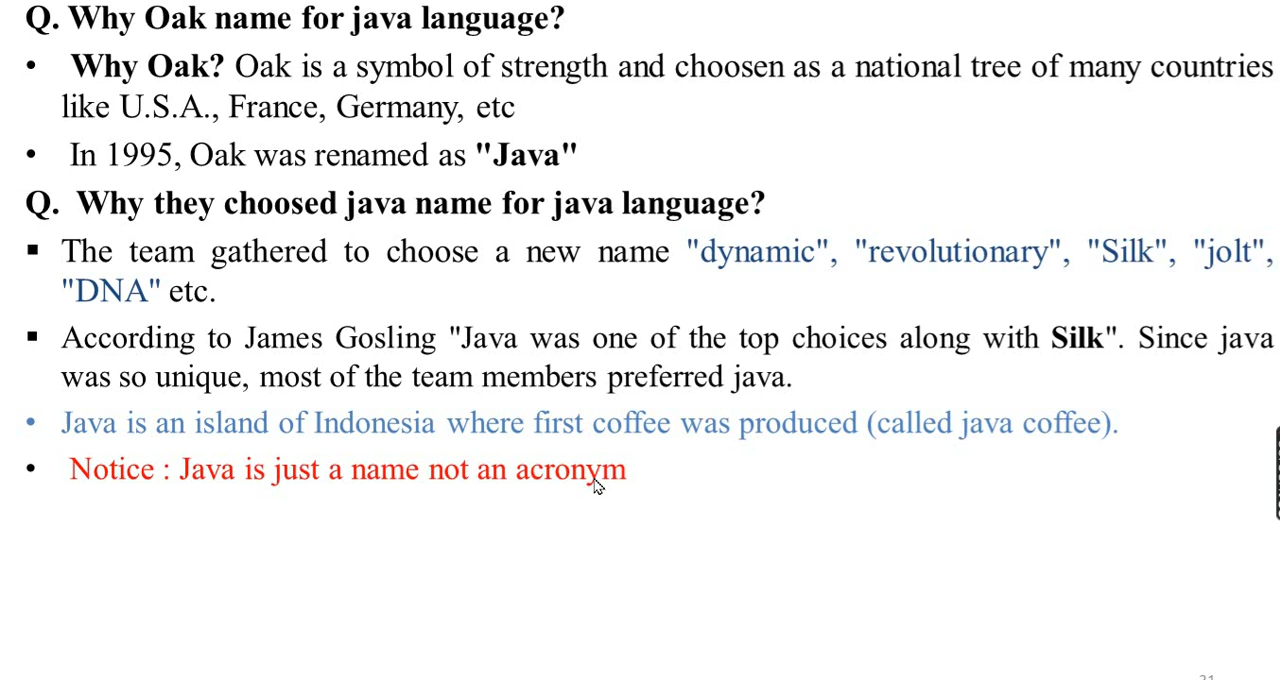 Q. Why Oak name for java language?
• Why Oak? Oak is a symbol of strength and choosen as a national tree of many countries
like U.S.A., France, Germany, etc
• In 1995, Oak was renamed as "Java"
Q. Why they choosed java name for java language?
▪ The team gathered to choose a new name "dynamic", "revolutionary", "Silk", "jolt",
"DNA" etc.
▪ According to James Gosling "Java was one of the top choices along with Silk". Since java
was so unique, most of the team members preferred java.
• Java is an island of Indonesia where first coffee was produced (called java coffee).
• Notice : Java is just a name not an acronym